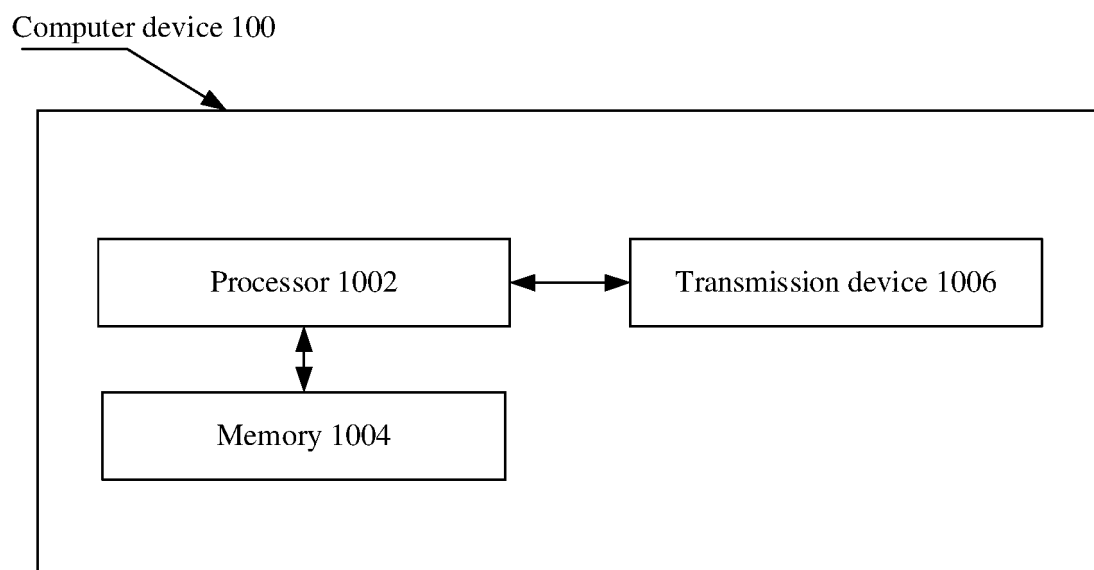 Computer device 100
Processor 1002
Transmission device 1006
Memory 1004